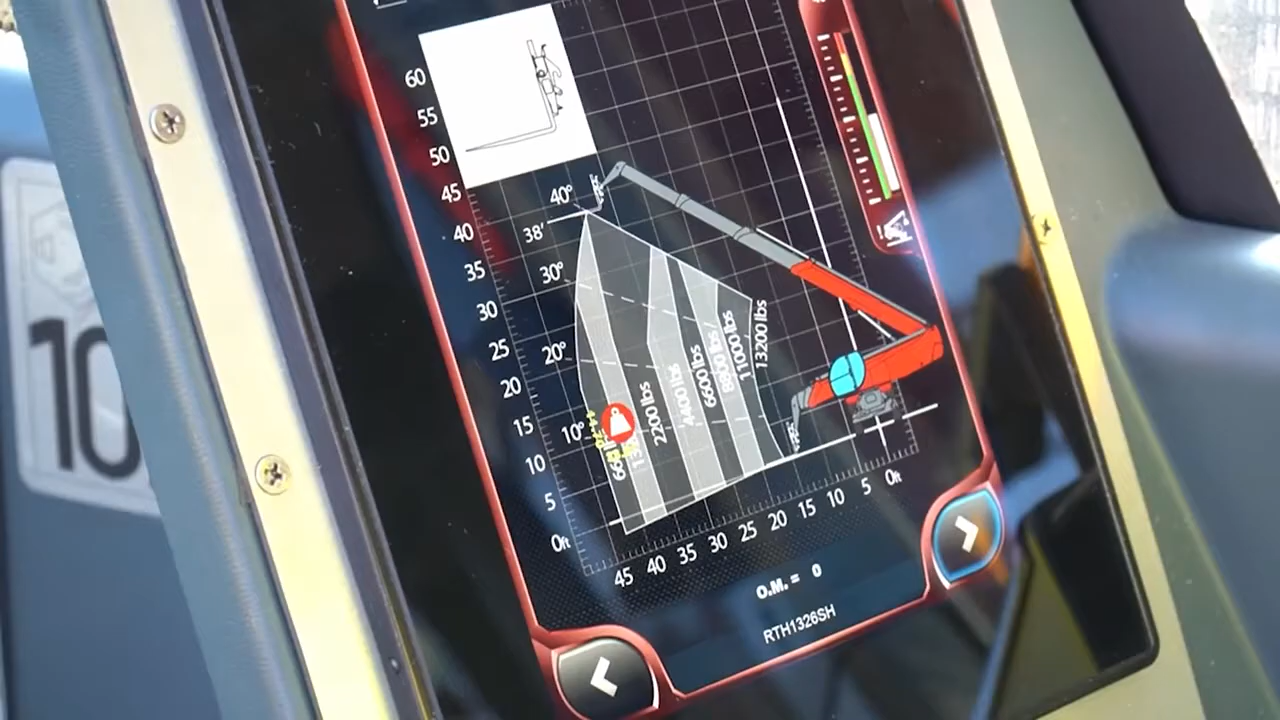 60
55
50
45
40
35
30
25
20
15
10
5
0ft
40°
38'
30°
20°
10°
2200 lbs
4400 lbs
6600 lbs
8800 lbs
11000 lbs
13200 lbs
45 40 35 30 25 20 15 10 5 0ft
O.M. = 0
RTH1326SH
10